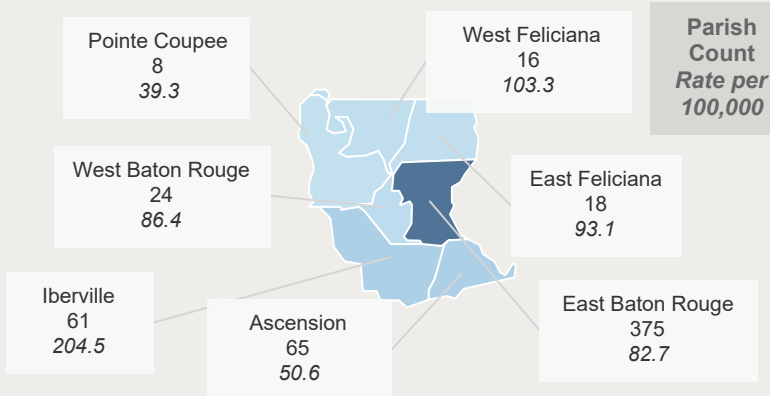 Pointe Coupee
8
39.3
West Feliciana
16
103.3
Parish
Count
Rate per
100,000
West Baton Rouge
24
86.4
East Feliciana
18
93.1
Iberville
61
204.5
Ascension
65
50.6
East Baton Rouge
375
82.7